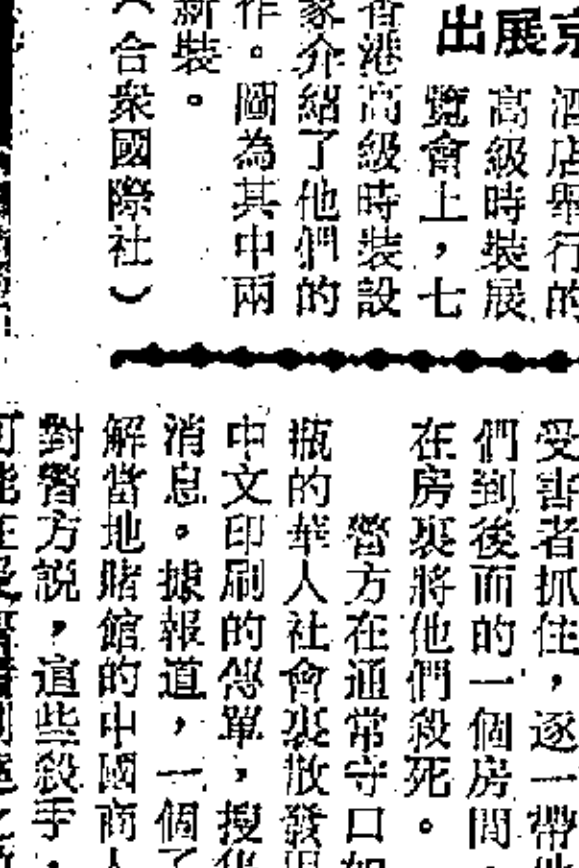 京展出
酒店舉行的
高級時裝展
覽會上，七
香港高級時裝設
家介紹了他們的
作。圖為其中兩
新裝。
（合衆國際社）
受害者抓住，逐一帶
們到後面的一個房間
在房裏將他們殺死。
警方在通常守口如
瓶的華人社會裏散發
中文印刷的傳單，搜
消息。據報道，一個了
解當地賭館的中國商人
對警方説，這些殺手，